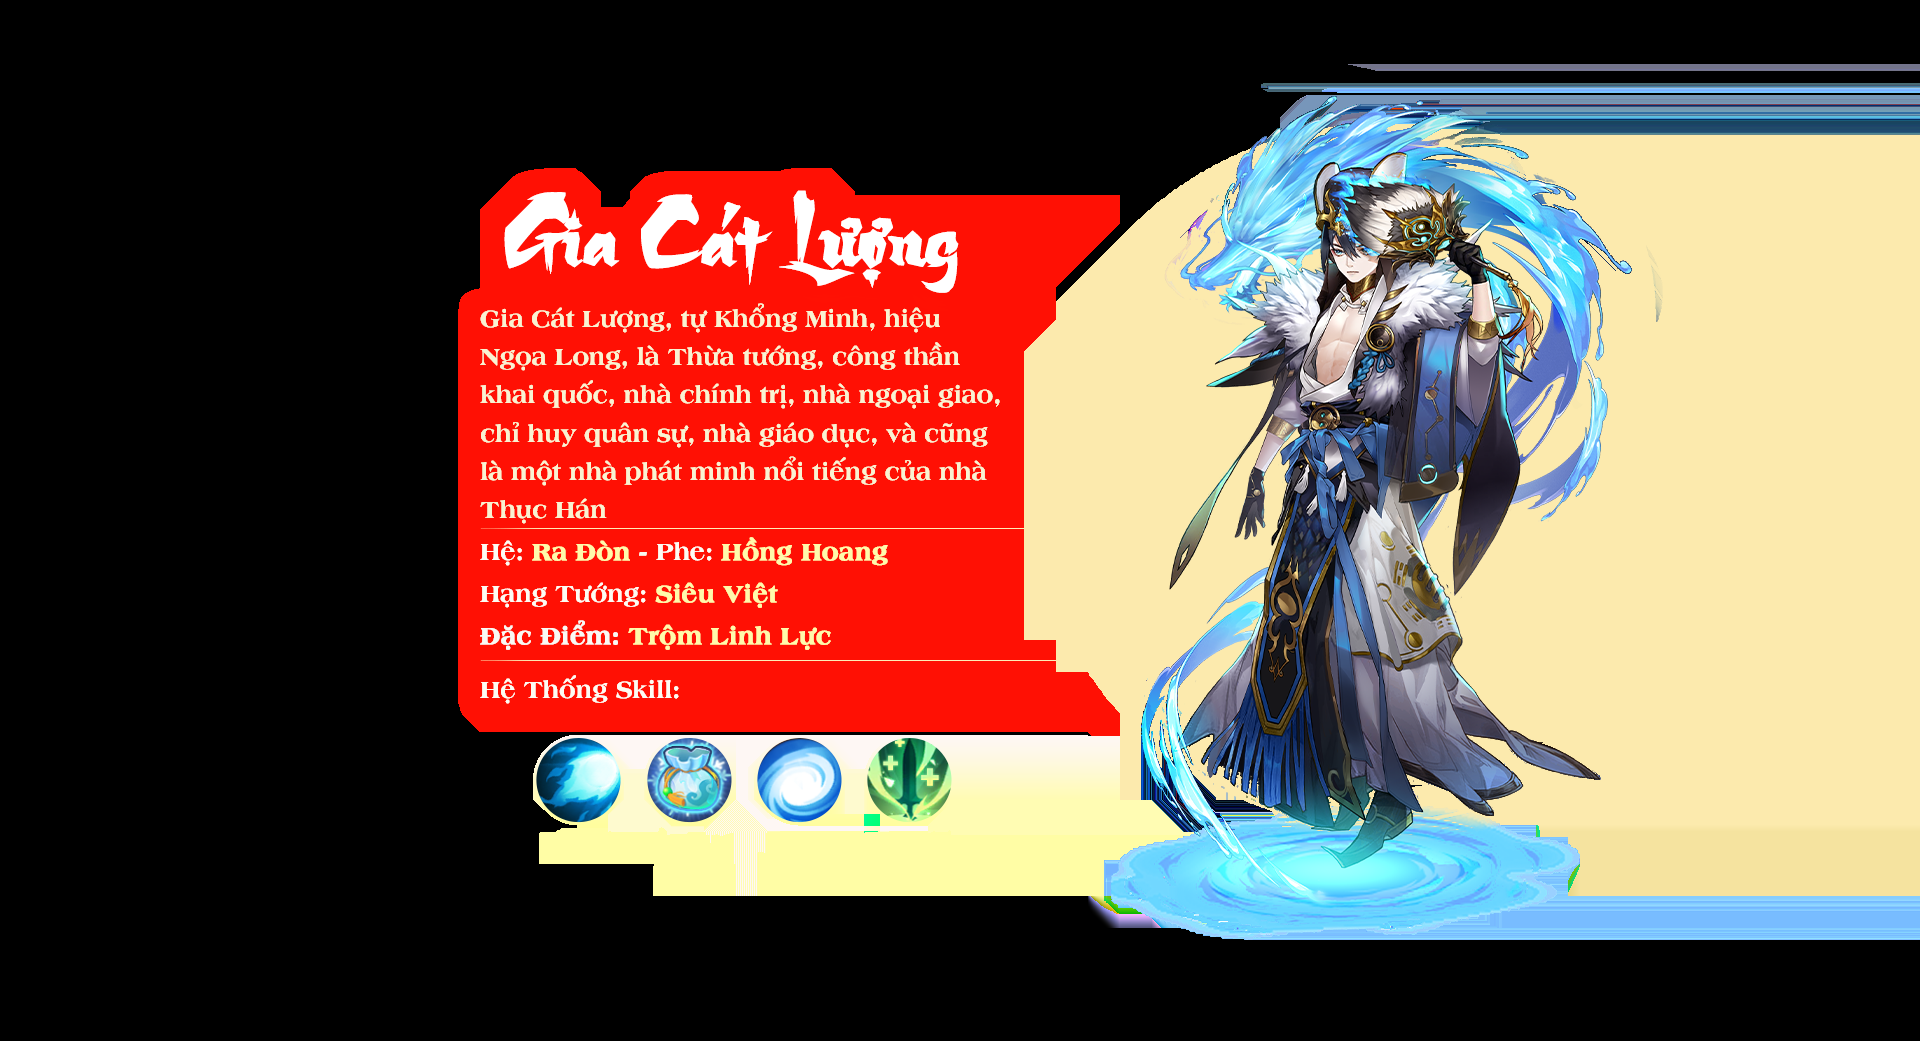 Gia Cát Lượng
Gia Cát Lượng, tự Khổng Minh, hiệu
Ngọa Long, là Thừa tướng, công thần
khai quốc, nhà chính trị, nhà ngoại giao,
chỉ huy quân sự, nhà giáo dục, và cũng
là một nhà phát minh nổi tiếng của nhà
Thục Hán
Hệ: Ra Đòn - Phe: Hồng Hoang
Hạng Tướng: Siêu Việt
Đặc Điểm: Trộm Linh Lực
Hệ Thống Skill: